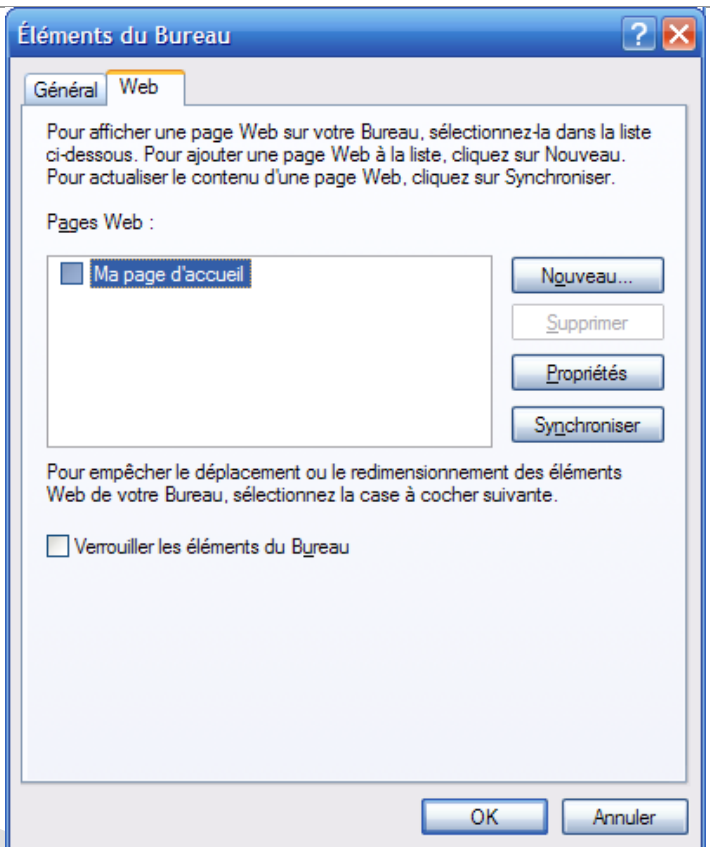 Éléments du Bureau
Général
Web
Pour afficher une page Web sur votre Bureau, sélectionnez-la dans la liste
ci-dessous. Pour ajouter une page Web à la liste, cliquez sur Nouveau.
Pour actualiser le contenu d'une page Web, cliquez sur Synchroniser.
Pages Web :
Ma page d'accueil
Nouveau...
Supprimer
Propriétés
Synchroniser
Pour empêcher le déplacement ou le redimensionnement des éléments
Web de votre Bureau, sélectionnez la case à cocher suivante.
Verrouiller les éléments du Bureau
OK
Annuler